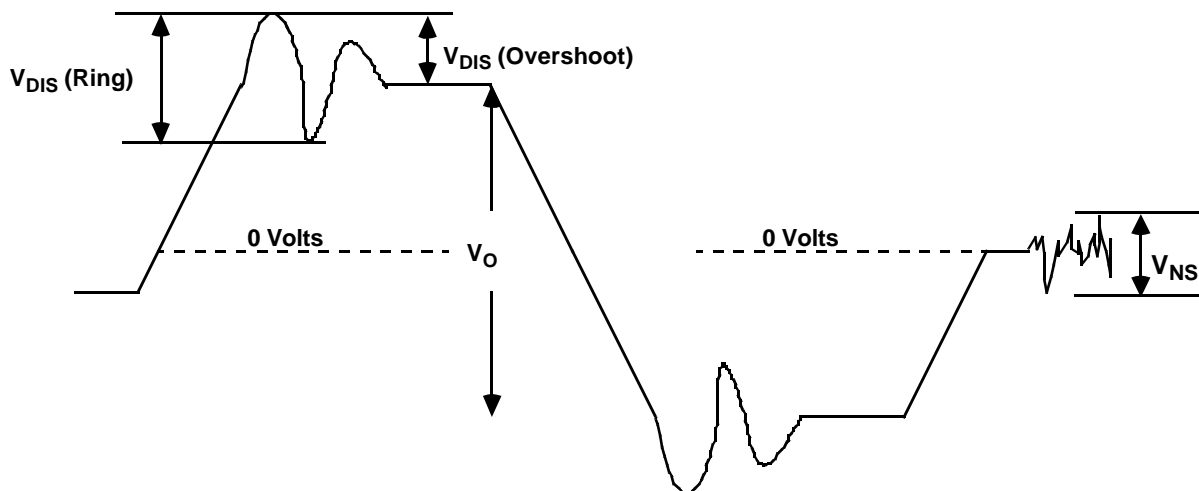 V_DIS (Overshoot)
V_DIS (Ring)
0 Volts
0 Volts
V_O
V_NS